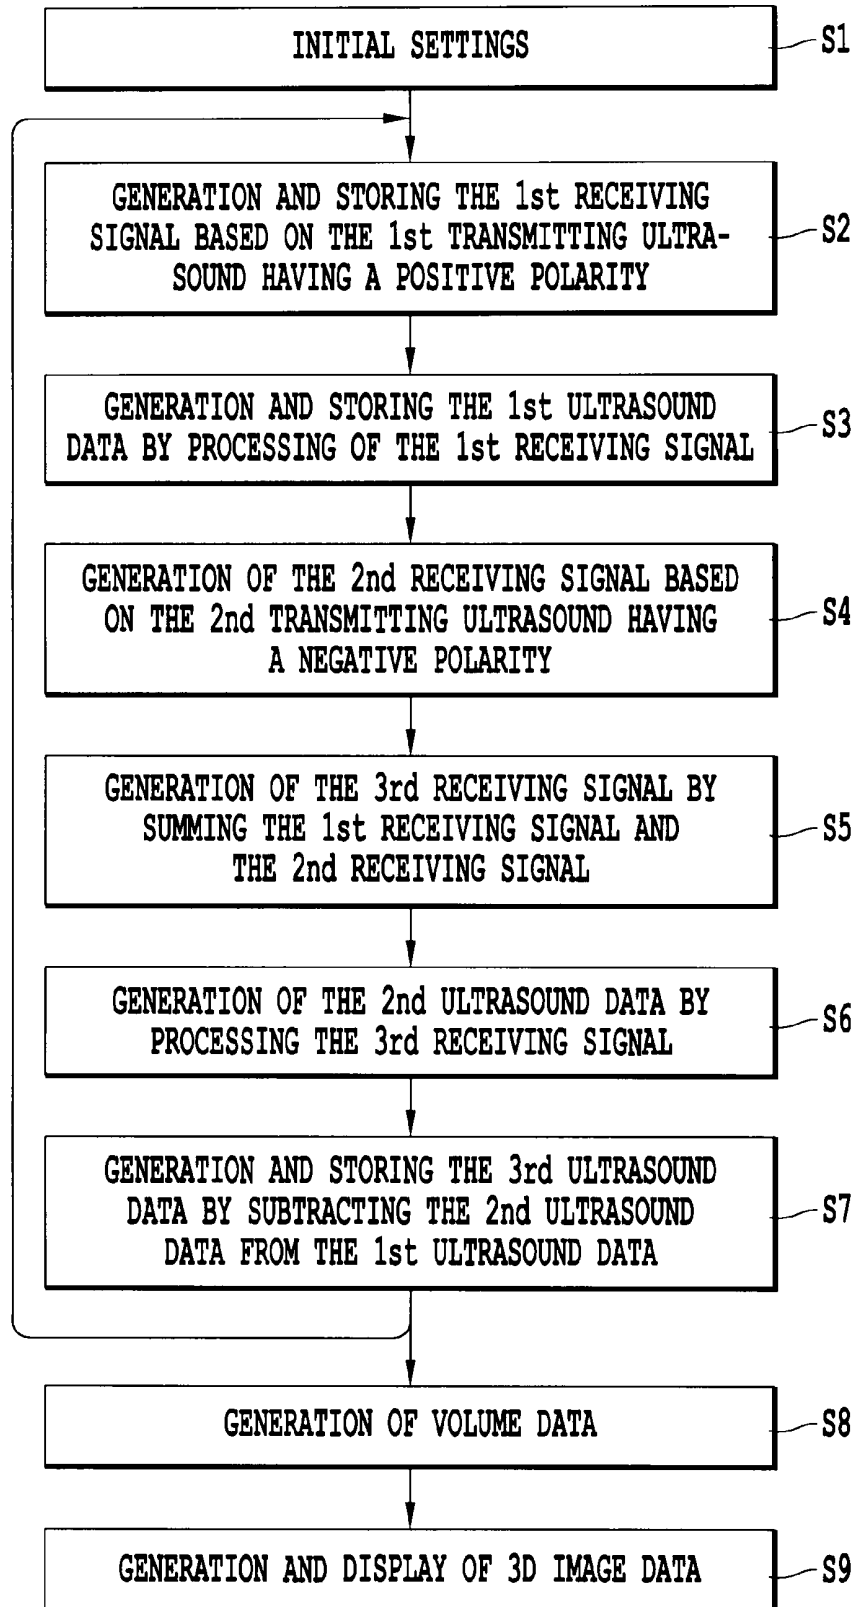 INITIAL SETTINGS
S1
GENERATION AND STORING THE 1st RECEIVING
SIGNAL BASED ON THE 1st TRANSMITTING ULTRA-
SOUND HAVING A POSITIVE POLARITY
S2
GENERATION AND STORING THE 1st ULTRASOUND
DATA BY PROCESSING OF THE 1st RECEIVING SIGNAL
S3
GENERATION OF THE 2nd RECEIVING SIGNAL BASED
ON THE 2nd TRANSMITTING ULTRASOUND HAVING
A NEGATIVE POLARITY
S4
GENERATION OF THE 3rd RECEIVING SIGNAL BY
SUMMING THE 1st RECEIVING SIGNAL AND
THE 2nd RECEIVING SIGNAL
S5
GENERATION OF THE 2nd ULTRASOUND DATA BY
PROCESSING THE 3rd RECEIVING SIGNAL
S6
GENERATION AND STORING THE 3rd ULTRASOUND
DATA BY SUBTRACTING THE 2nd ULTRASOUND
DATA FROM THE 1st ULTRASOUND DATA
S7
GENERATION OF VOLUME DATA
S8
GENERATION AND DISPLAY OF 3D IMAGE DATA
S9